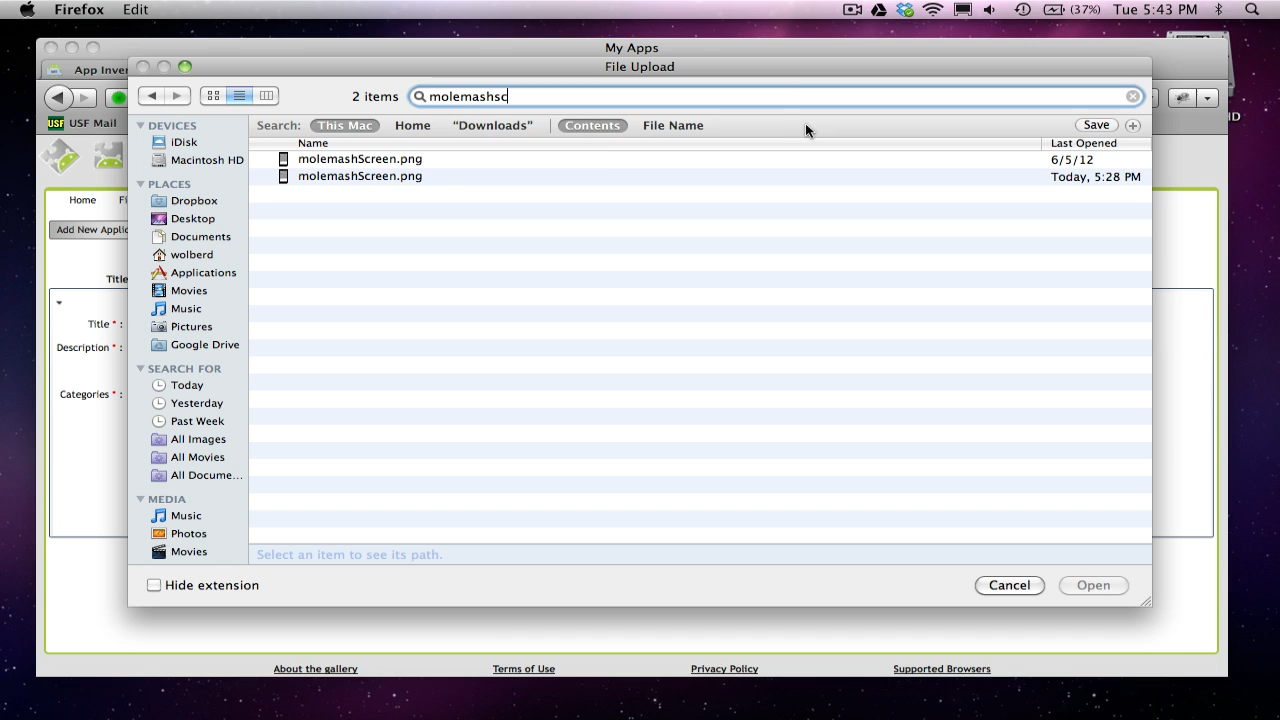 Firefox Edit (37%) Tue 5:43 PM
My Apps
App Inver
File Upload
2 items molemashsc
USF USF Mail
Search: This Mac Home "Downloads" Contents File Name Save
Name Last Opened
molemashScreen.png 6/5/12
molemashScreen.png Today, 5:28 PM
DEVICES
iDisk
Macintosh HD
PLACES
Dropbox
Desktop
Documents
wolberd
Applications
Movies
Music
Pictures
Google Drive
SEARCH FOR
Today
Yesterday
Past Week
All Images
All Movies
All Docume...
MEDIA
Music
Photos
Movies
Home Fi
Add New Applic
Title
Title * :
Description * :
Categories * :
Select an item to see its path.
Hide extension Cancel Open
About the gallery Terms of Use Privacy Policy Supported Browsers